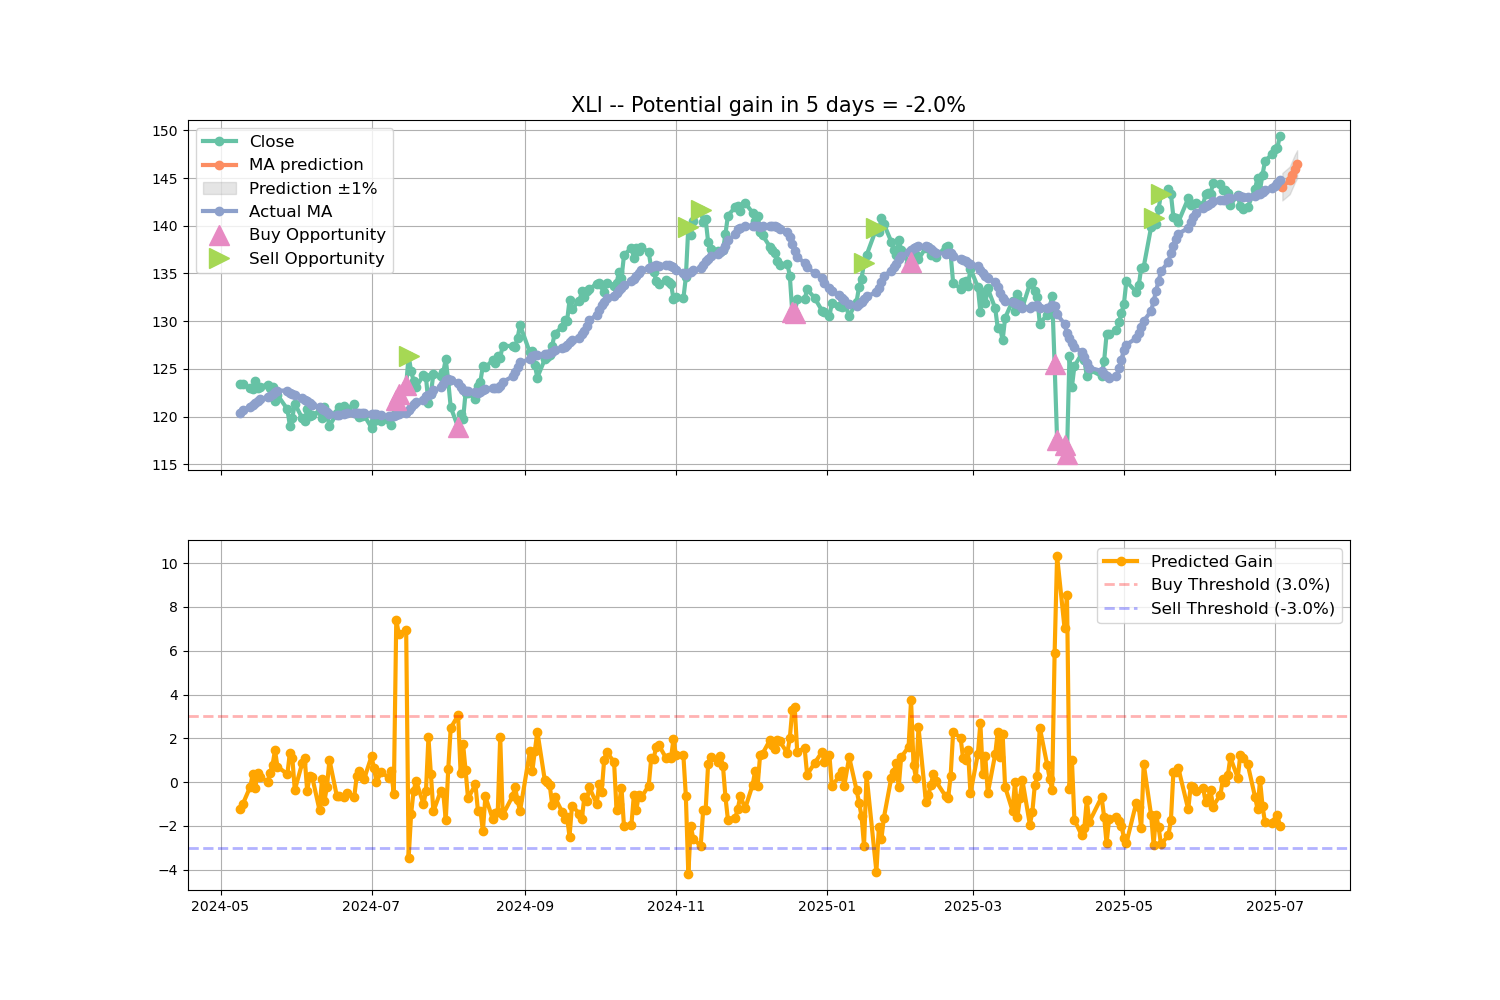 XLI -- Potential gain in 5 days = -2.0%
150
145
140
135
130
125
120
115
Close
MA prediction
Prediction ±1%
Actual MA
Buy Opportunity
Sell Opportunity
10
8
6
4
2
0
−2
−4
Predicted Gain
Buy Threshold (3.0%)
Sell Threshold (-3.0%)
2024-05
2024-07
2024-09
2024-11
2025-01
2025-03
2025-05
2025-07